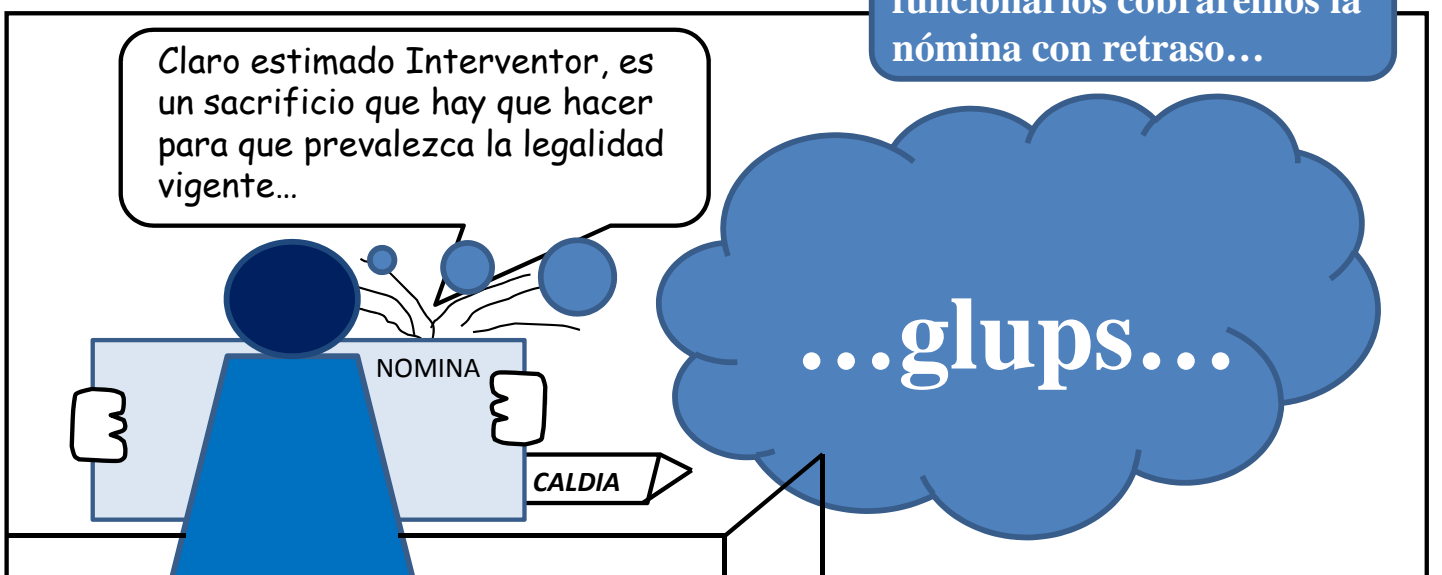 funcionarios cobraremos la
nómina con retraso…
Claro estimado Interventor, es
un sacrificio que hay que hacer
para que prevalezca la legalidad
vigente…
…glups…
NOMINA
CALDIA